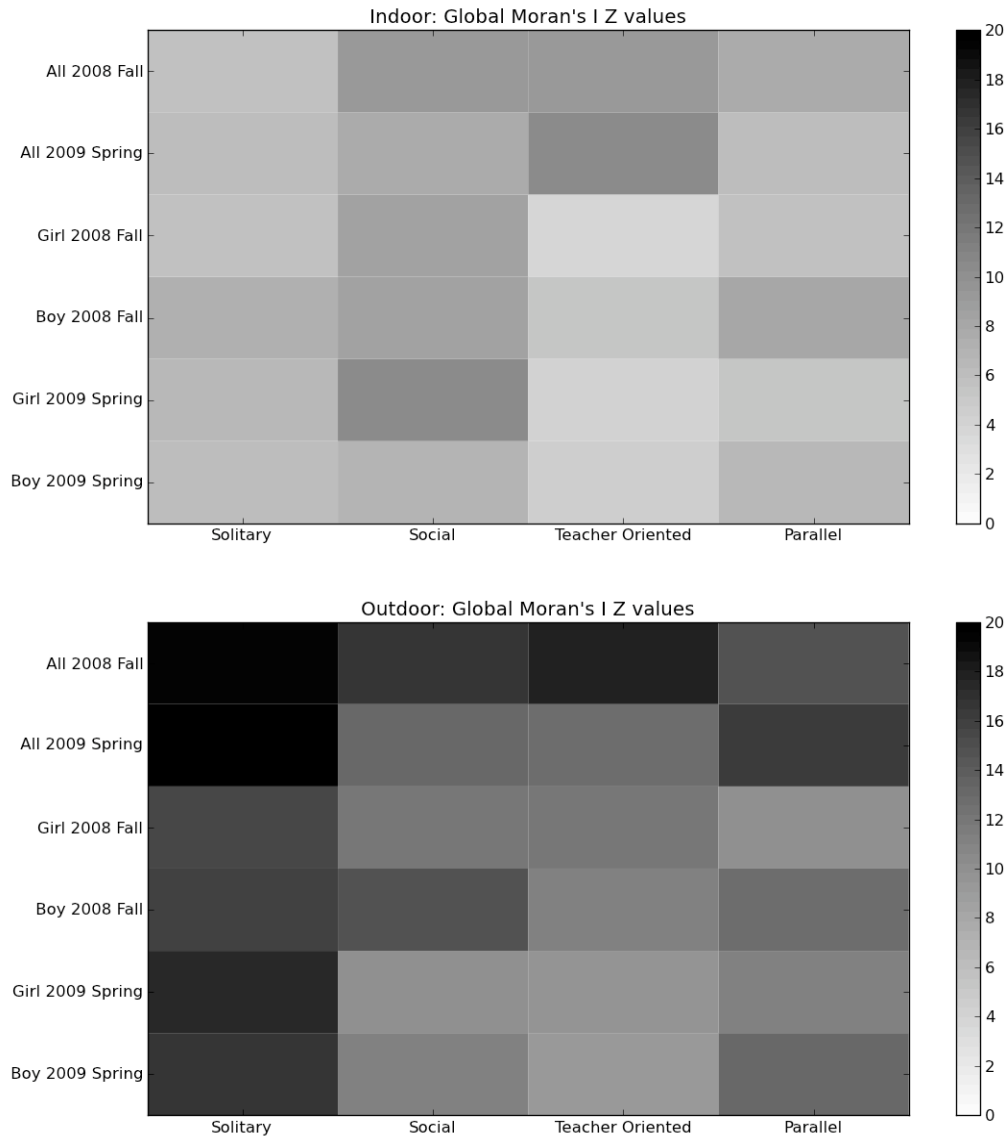 Indoor: Global Moran's I Z values
All 2008 Fall
All 2009 Spring
Girl 2008 Fall
Boy 2008 Fall
Girl 2009 Spring
Boy 2009 Spring
Solitary Social Teacher Oriented Parallel
20
18
16
14
12
10
8
6
4
2
0
Outdoor: Global Moran's I Z values
All 2008 Fall
All 2009 Spring
Girl 2008 Fall
Boy 2008 Fall
Girl 2009 Spring
Boy 2009 Spring
Solitary Social Teacher Oriented Parallel
20
18
16
14
12
10
8
6
4
2
0